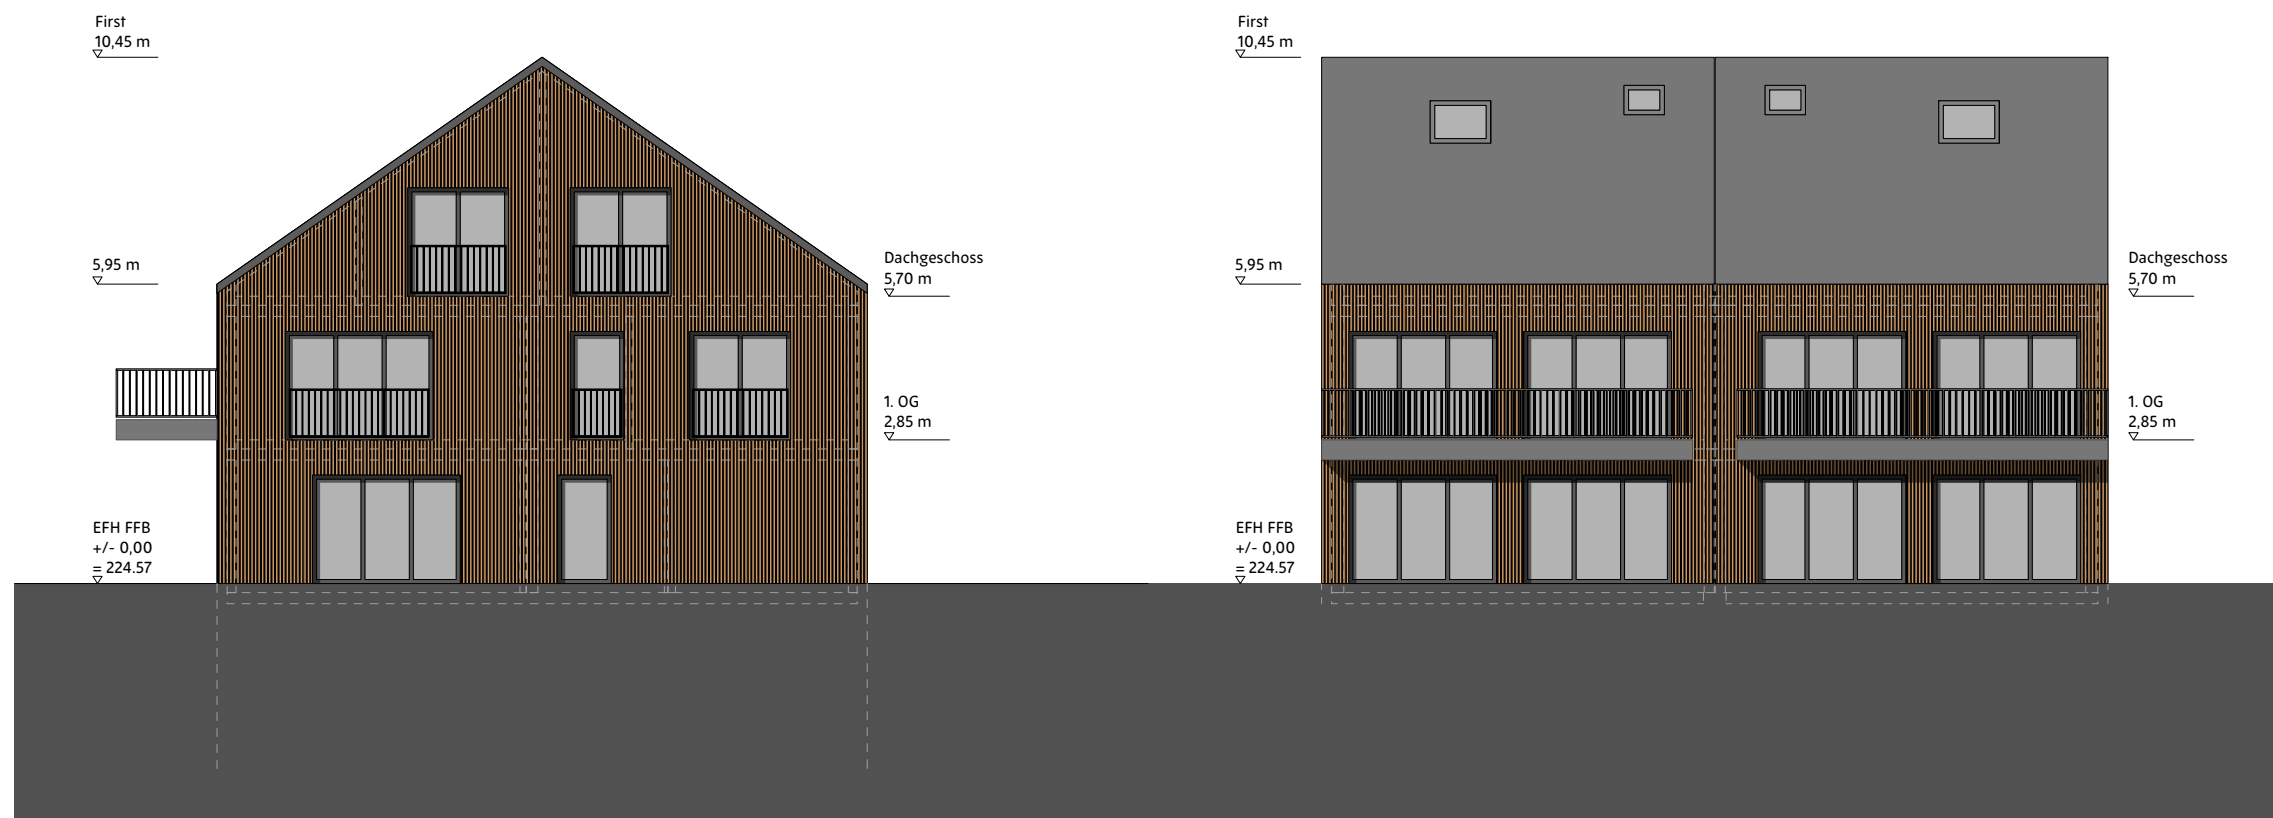 First
10,45 m
5,95 m
Dachgeschoss
5,70 m
1. OG
2,85 m
EFH FFB
+/- 0,00
= 224.57
First
10,45 m
5,95 m
Dachgeschoss
5,70 m
1. OG
2,85 m
EFH FFB
+/- 0,00
= 224.57